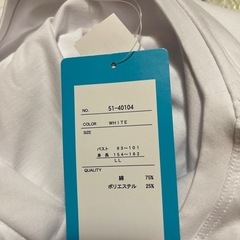 NO. 51-40104
COLOR WHITE
SIZE
バスト 93~101
身長 154~162
LL
QUALITY
綿 75%
ポリエステル 25%